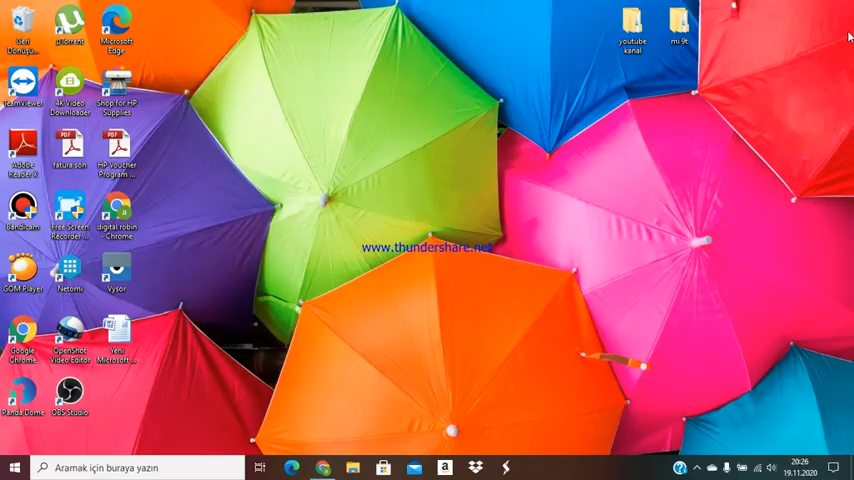 Geri
Dönüşü...
µTorrent
Microsoft
Edge
youtube
kanal
mi 9t
TeamViewer
4K Video
Downloader
Shop for HP
Supplies
PDF
PDF
Adobe
Reader X
fatura son
HP Voucher
Program ...
Bandicam
Free Screen
Recorder ...
digital robin
- Chrome
www.thundershare.net
GOM Player
Netomi
Vysor
Google
Chrome
OpenShot
Video Editor
Yeni
Microsoft ...
Panda Dome
OBS Studio
Aramak için buraya yazın
20:26
19.11.2020